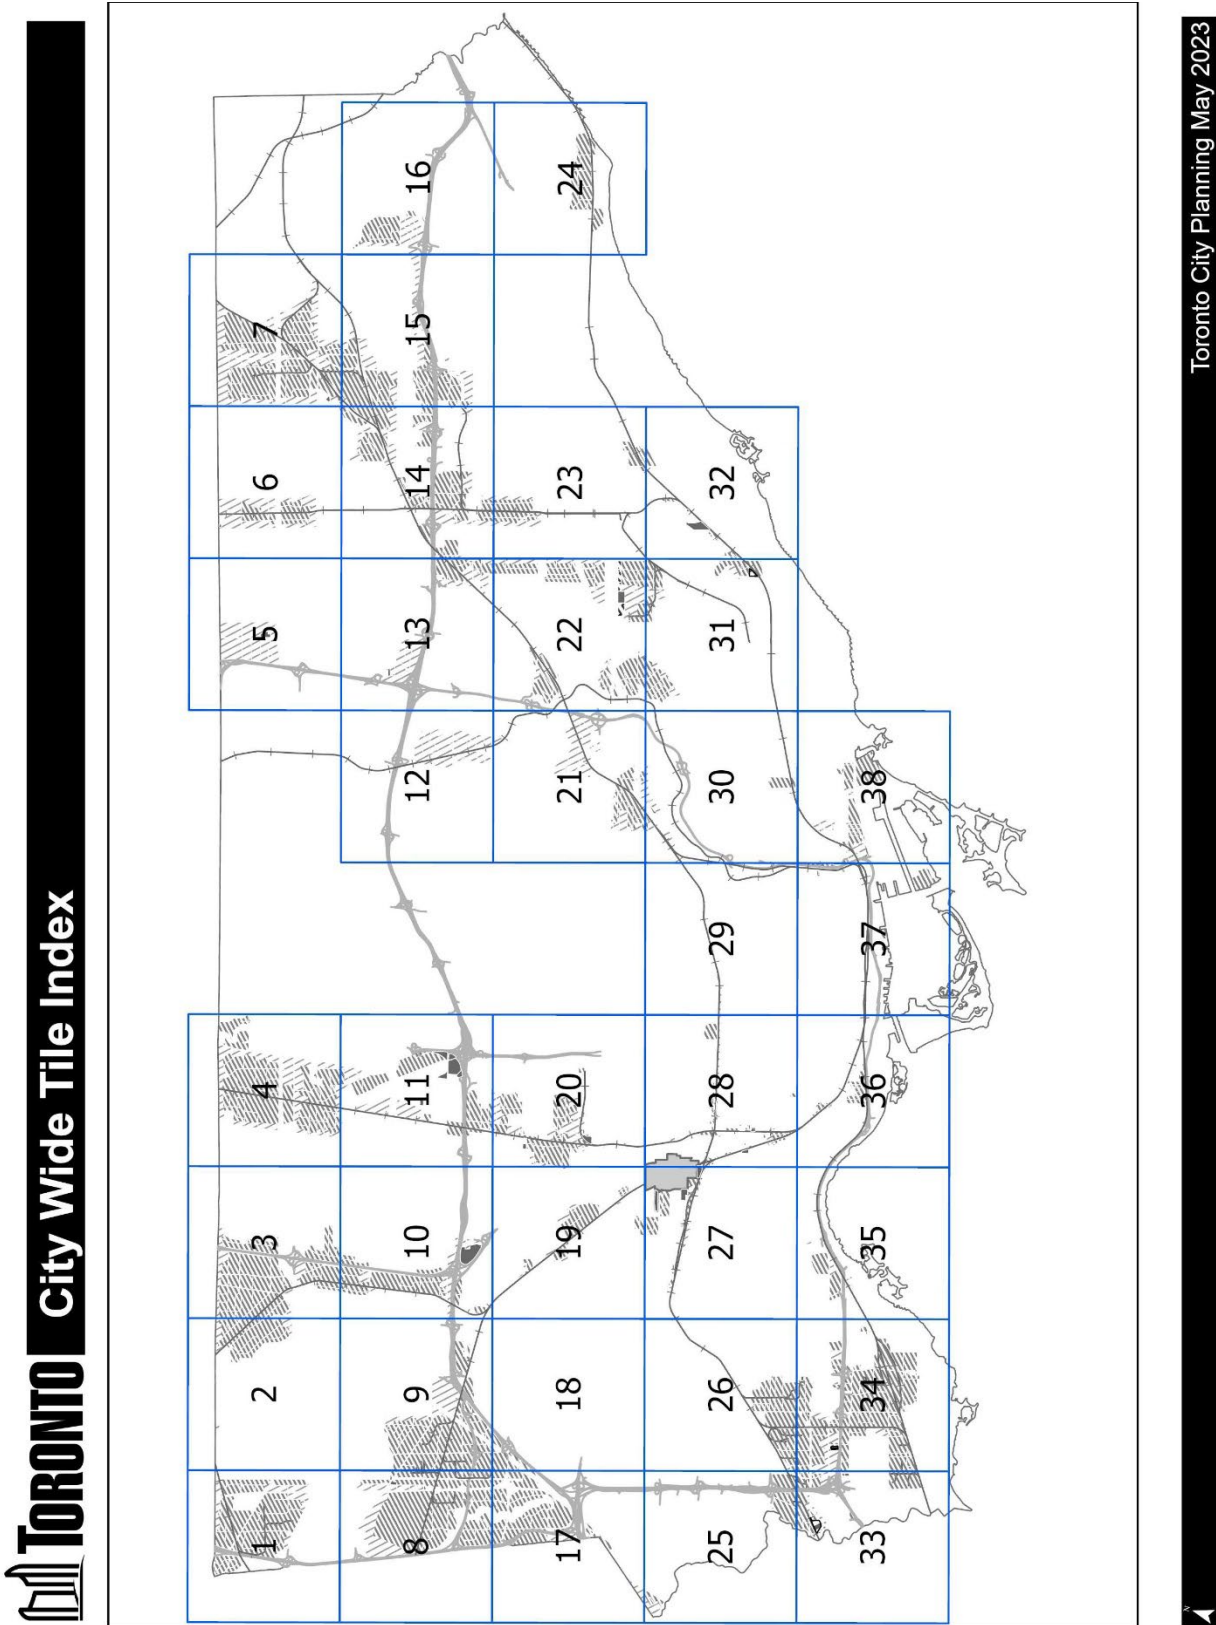 TORONTO City Wide Tile Index
1 2 3 4 5 6 7
8 9 10 11 12 13 14 15 16
17 18 19 20 21 22 23 24
25 26 27 28 29 30 31 32
33 34 35 36 37 38
N
Toronto City Planning May 2023